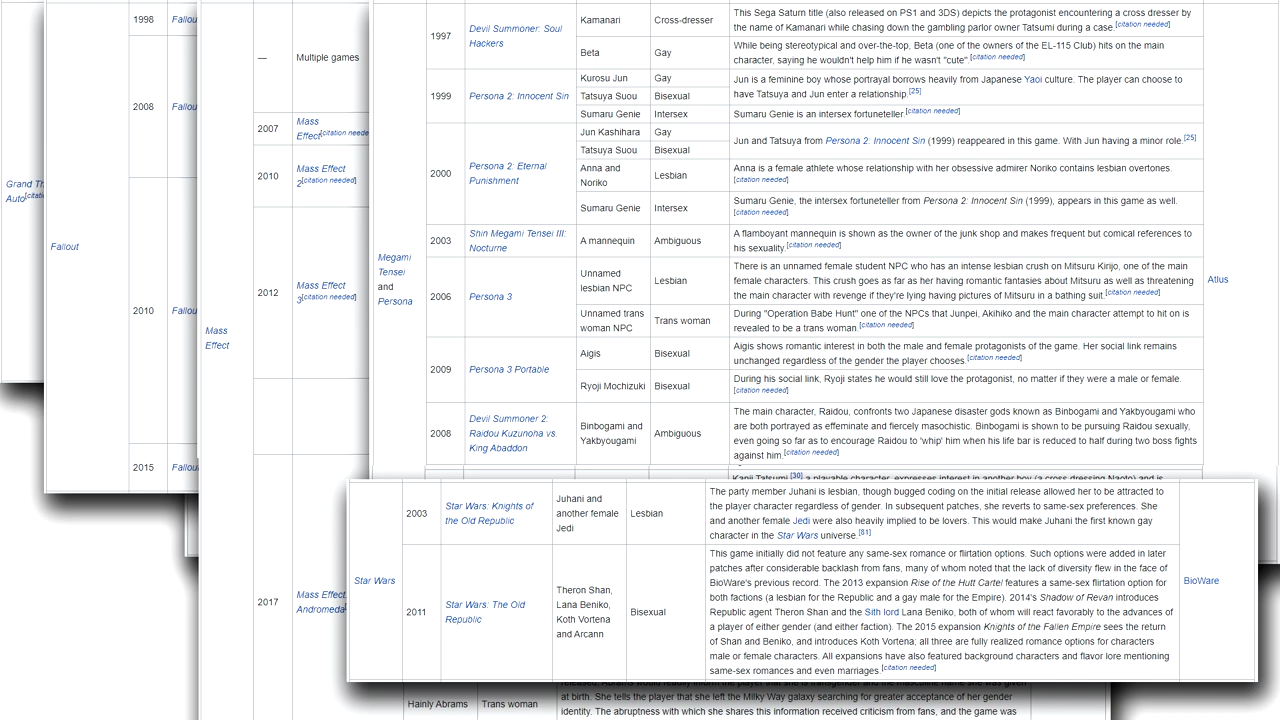 Grand Th
Auto[citati
1998
Fallou
2008
Fallou
Fallout
2010
Fallou
2015
Fallou
—
Multiple games
2007
Mass
Effect[citation neede
2010
Mass Effect
2[citation needed]
2012
Mass Effect
3[citation needed]
Mass
Effect
2017
Mass Effect:
Andromeda[
Megami
Tensei
and
Persona
Atlus
1997
Devil Summoner: Soul
Hackers
Kamanari
Cross-dresser
This Sega Saturn title (also released on PS1 and 3DS) depicts the protagonist encountering a cross dresser by
the name of Kamanari while chasing down the gambling parlor owner Tatsumi during a case.[citation needed]
Beta
Gay
While being stereotypical and over-the-top, Beta (one of the owners of the EL-115 Club) hits on the main
character, saying he wouldn't help him if he wasn't "cute".[citation needed]
1999
Persona 2: Innocent Sin
Kurosu Jun
Gay
Jun is a feminine boy whose portrayal borrows heavily from Japanese Yaoi culture. The player can choose to
have Tatsuya and Jun enter a relationship.[25]
Tatsuya Suou
Bisexual
Sumaru Genie
Intersex
Sumaru Genie is an intersex fortuneteller.[citation needed]
2000
Persona 2: Eternal
Punishment
Jun Kashihara
Gay
Jun and Tatsuya from Persona 2: Innocent Sin (1999) reappeared in this game. With Jun having a minor role.[25]
Tatsuya Suou
Bisexual
Anna and
Noriko
Lesbian
Anna is a female athlete whose relationship with her obsessive admirer Noriko contains lesbian overtones.
[citation needed]
Sumaru Genie
Intersex
Sumaru Genie, the intersex fortuneteller from Persona 2: Innocent Sin (1999), appears in this game as well.
[citation needed]
2003
Shin Megami Tensei III:
Nocturne
A mannequin
Ambiguous
A flamboyant mannequin is shown as the owner of the junk shop and makes frequent but comical references to
his sexuality.[citation needed]
2006
Persona 3
Unnamed
lesbian NPC
Lesbian
There is an unnamed female student NPC who has an intense lesbian crush on Mitsuru Kirijo, one of the main
female characters. This crush goes as far as her having romantic fantasies about Mitsuru as well as threatening
the main character with revenge if they're lying having pictures of Mitsuru in a bathing suit.[citation needed]
Unnamed trans
woman NPC
Trans woman
During "Operation Babe Hunt" one of the NPCs that Junpei, Akihiko and the main character attempt to hit on is
revealed to be a trans woman.[citation needed]
2009
Persona 3 Portable
Aigis
Bisexual
Aigis shows romantic interest in both the male and female protagonists of the game. Her social link remains
unchanged regardless of the gender the player chooses.[citation needed]
Ryoji Mochizuki
Bisexual
During his social link, Ryoji states he would still love the protagonist, no matter if they were a male or female.
[citation needed]
2008
Devil Summoner 2:
Raidou Kuzunoha vs.
King Abaddon
Binbogami and
Yakbyougami
Ambiguous
The main character, Raidou, confronts two Japanese disaster gods known as Binbogami and Yakbyougami who
are both portrayed as effeminate and fiercely masochistic. Binbogami is shown to be pursuing Raidou sexually,
even going so far as to encourage Raidou to 'whip' him when his life bar is reduced to half during two boss fights
against him.[citation needed]
Kanji Tatsumi,[30] a playable character, expresses interest in another boy (a cross dressing Naoto) and is
Star Wars
BioWare
2003
Star Wars: Knights of
the Old Republic
Juhani and
another female
Jedi
Lesbian
The party member Juhani is lesbian, though bugged coding on the initial release allowed her to be attracted to
the player character regardless of gender. In subsequent patches, she reverts to same-sex preferences. She
and another female Jedi were also heavily implied to be lovers. This would make Juhani the first known gay
character in the Star Wars universe.[81]
2011
Star Wars: The Old
Republic
Theron Shan,
Lana Beniko,
Koth Vortena
and Arcann
Bisexual
This game initially did not feature any same-sex romance or flirtation options. Such options were added in later
patches after considerable backlash from fans, many of whom noted that the lack of diversity flew in the face of
BioWare's previous record. The 2013 expansion Rise of the Hutt Cartel features a same-sex flirtation option for
both factions (a lesbian for the Republic and a gay male for the Empire). 2014's Shadow of Revan introduces
Republic agent Theron Shan and the Sith lord Lana Beniko, both of whom will react favorably to the advances of
a player of either gender (and either faction). The 2015 expansion Knights of the Fallen Empire sees the return
of Shan and Beniko, and introduces Koth Vortena; all three are fully realized romance options for characters
male or female characters. All expansions have also featured background characters and flavor lore mentioning
same-sex romances and even marriages.[citation needed]
Hainly Abrams
Trans woman
released, Abrams would readily inform the player that she is transgender and the masculine name she was given
at birth. She tells the player that she left the Milky Way galaxy searching for greater acceptance of her gender
identity. The abruptness with which she shares this information received criticism from fans, and the game was